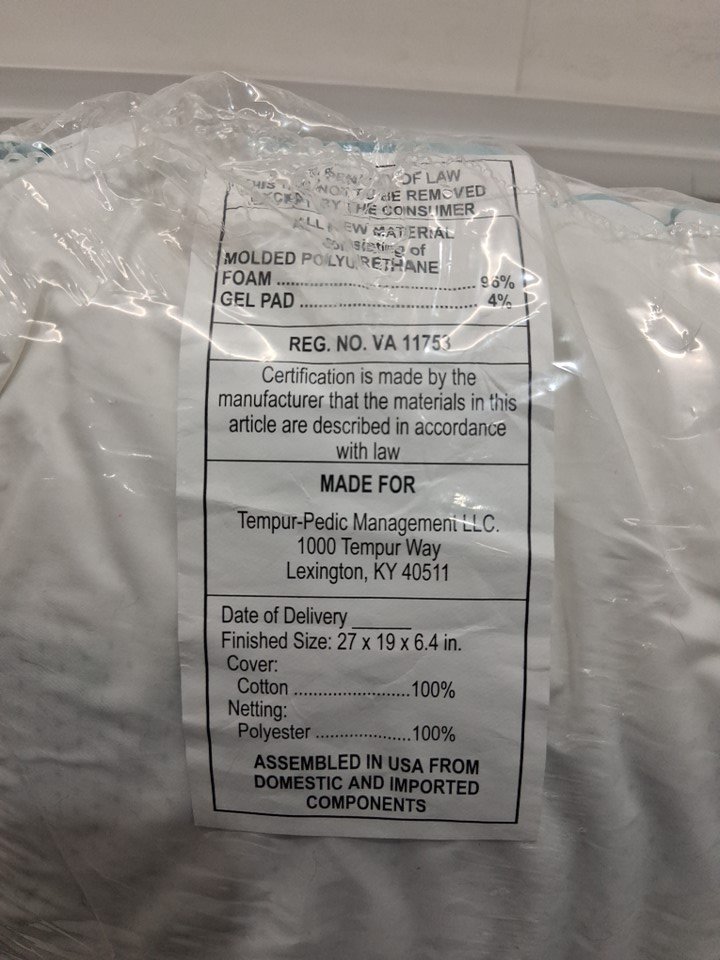 PENALTY OF LAW
THIS TAG NOT TO BE REMOVED
EXCEPT BY THE CONSUMER
ALL NEW MATERIAL
Consisting of
MOLDED POLYURETHANE
FOAM .................................... 96%
GEL PAD ................................ 4%
REG. NO. VA 11753
Certification is made by the
manufacturer that the materials in this
article are described in accordance
with law
MADE FOR
Tempur-Pedic Management LLC.
1000 Tempur Way
Lexington, KY 40511
Date of Delivery ______
Finished Size: 27 x 19 x 6.4 in.
Cover:
Cotton ........................100%
Netting:
Polyester ....................100%
ASSEMBLED IN USA FROM
DOMESTIC AND IMPORTED
COMPONENTS